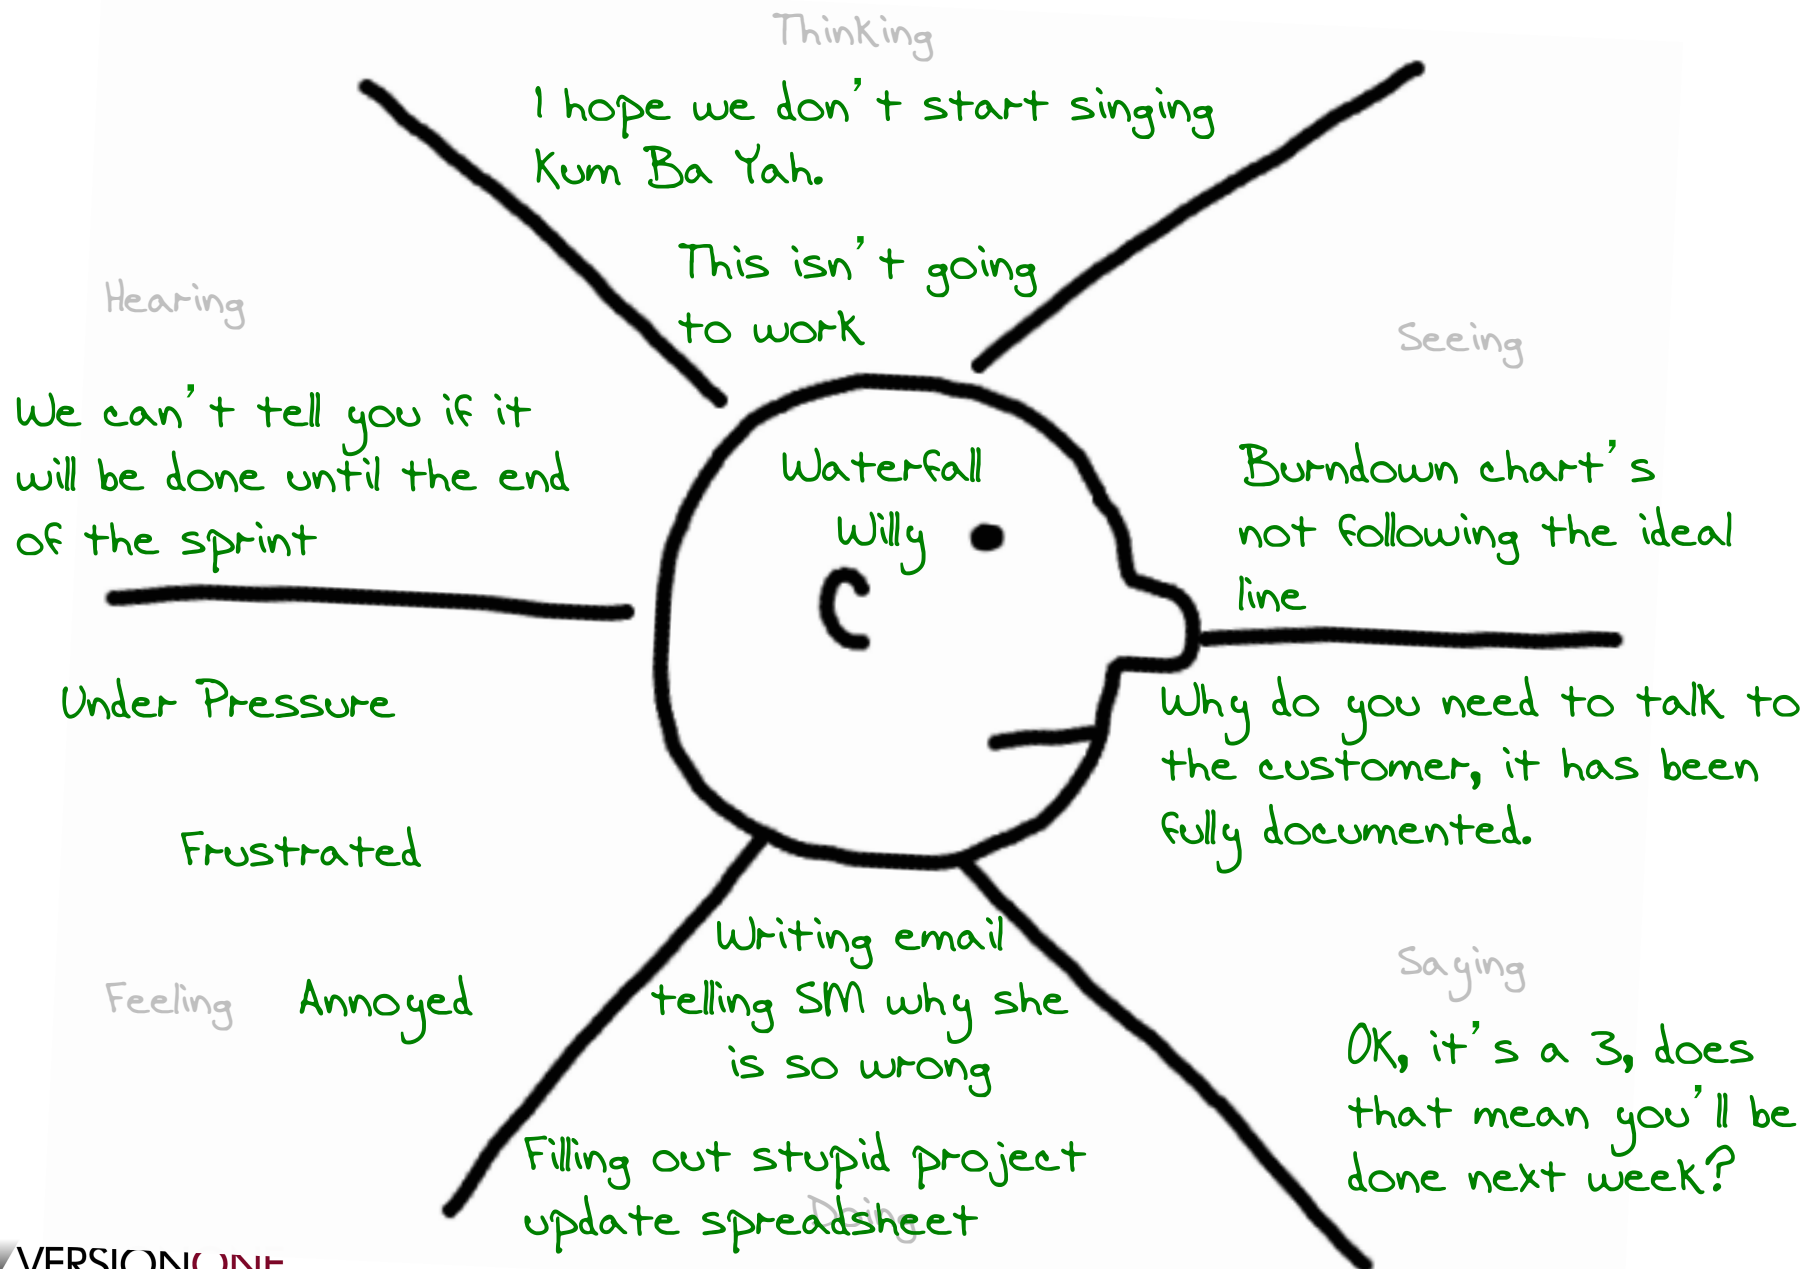 Thinking
I hope we don't start singing
Kum Ba Yah.
This isn't going
to work
Hearing
We can't tell you if it
will be done until the end
of the sprint
Seeing
Burndown chart's
not following the ideal
line
Waterfall
Willy
Under Pressure
Frustrated
Feeling
Annoyed
Why do you need to talk to
the customer, it has been
fully documented.
Saying
OK, it's a 3, does
that mean you'll be
done next week?
Writing email
telling SM why she
is so wrong
Filling out stupid project
update spreadsheet
Doing
VERSIONONE